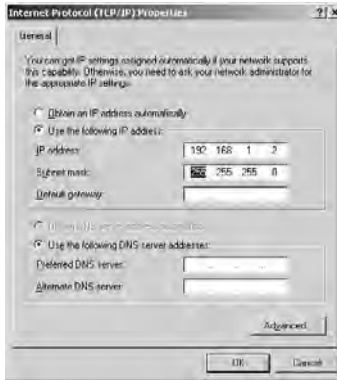 Internet Protocol (TCP/IP) Properties
General
You can get IP settings assigned automatically if your network supports
this capability. Otherwise, you need to ask your network administrator for
the appropriate IP settings.
Obtain an IP address automatically
Use the following IP address:
IP address: 192 168 1 2
Subnet mask: 255 255 255 0
Default gateway:
Use the following DNS server addresses:
Preferred DNS server:
Alternate DNS server:
Advanced...
OK
Cancel